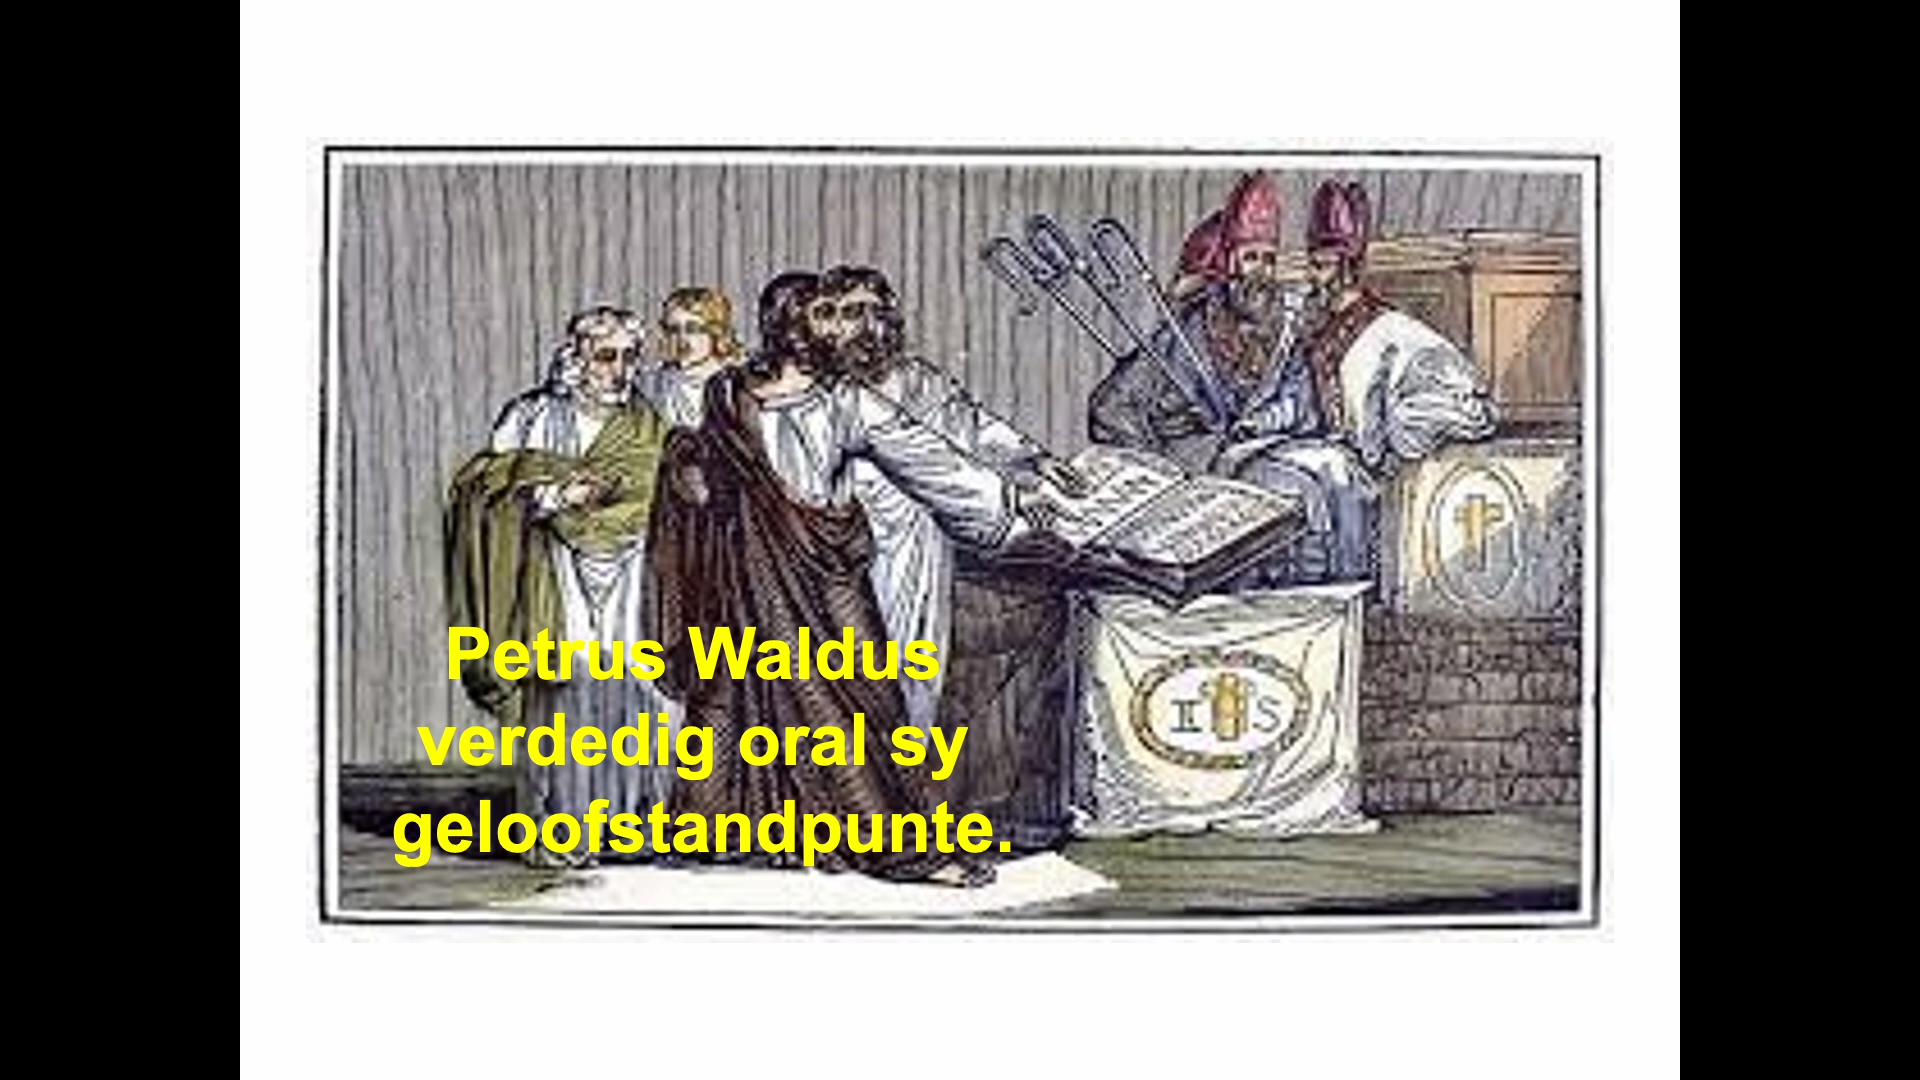 Petrus Waldus
verdedig oral sy
geloofstandpunte.
I S